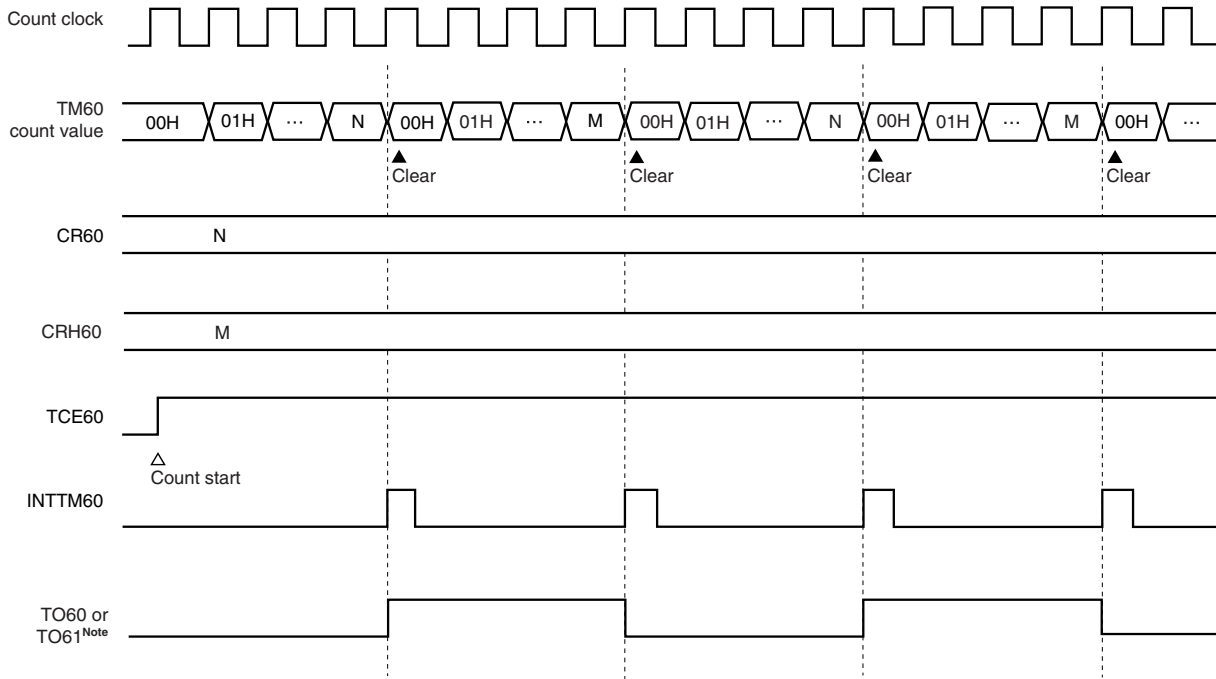 Count clock
TM60
count value
00H 01H ... N 00H 01H ... M 00H 01H ... N 00H 01H ... M 00H ...
Clear Clear Clear Clear
CR60 N
CRH60 M
TCE60
Count start
INTTM60
TO60 or
TO61Note